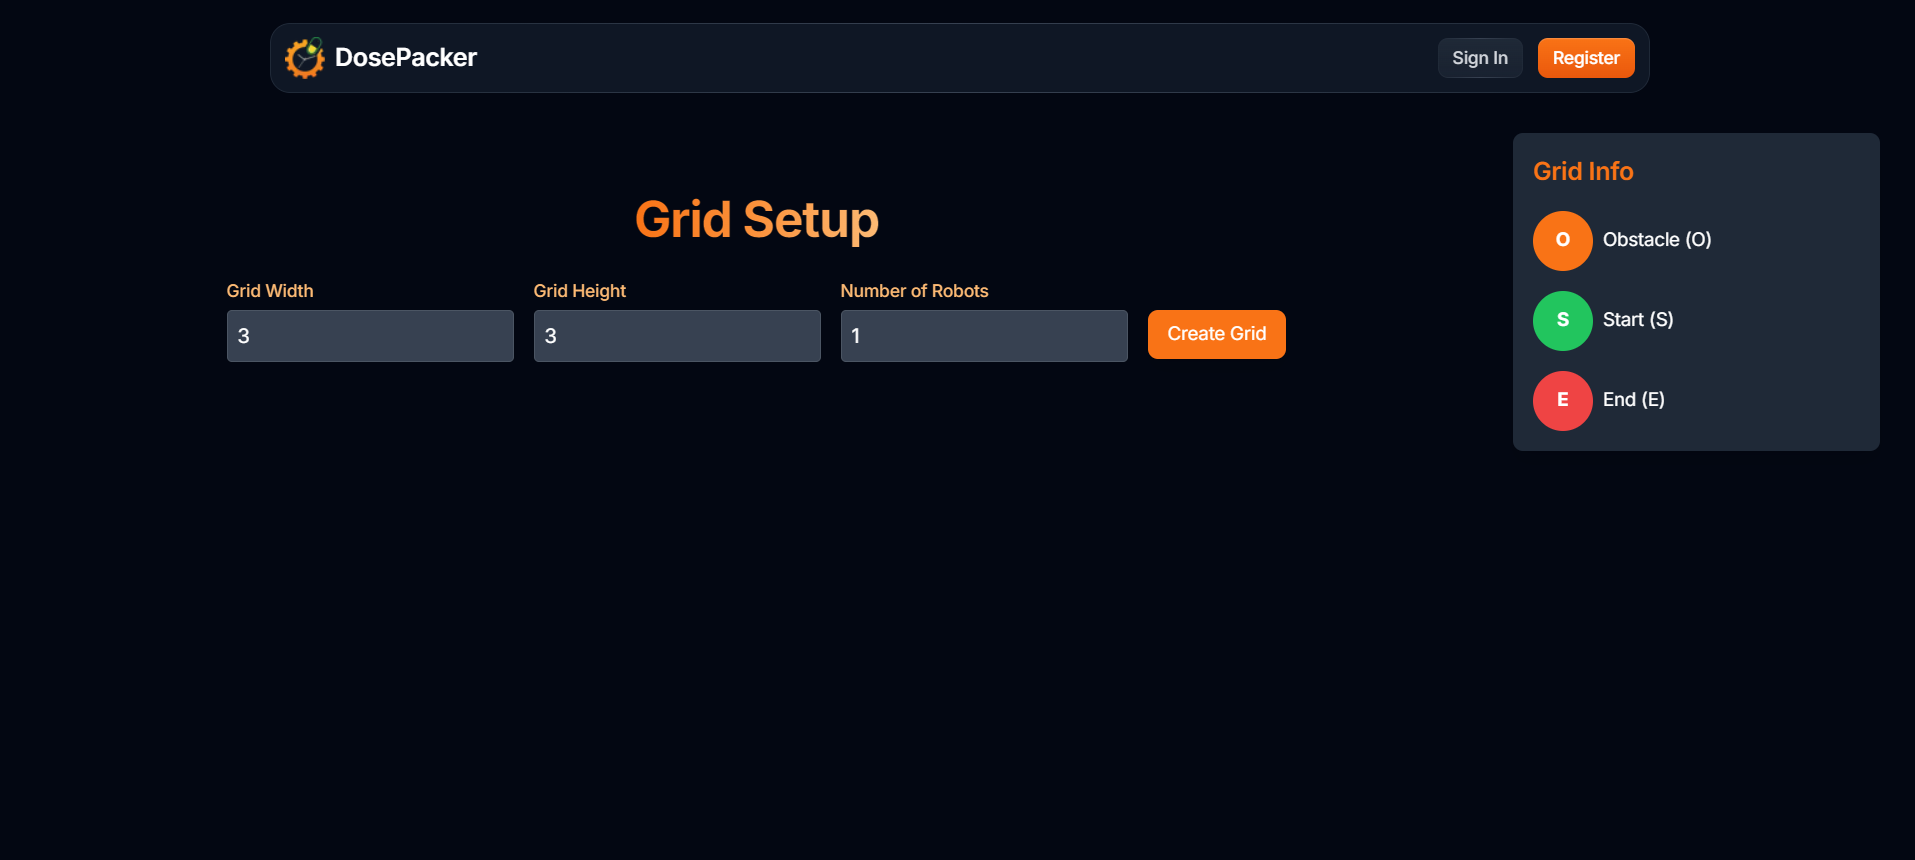 DosePacker
Sign In
Register
Grid Setup
Grid Width
Grid Height
Number of Robots
3
3
1
Create Grid
Grid Info
O Obstacle (O)
S Start (S)
E End (E)